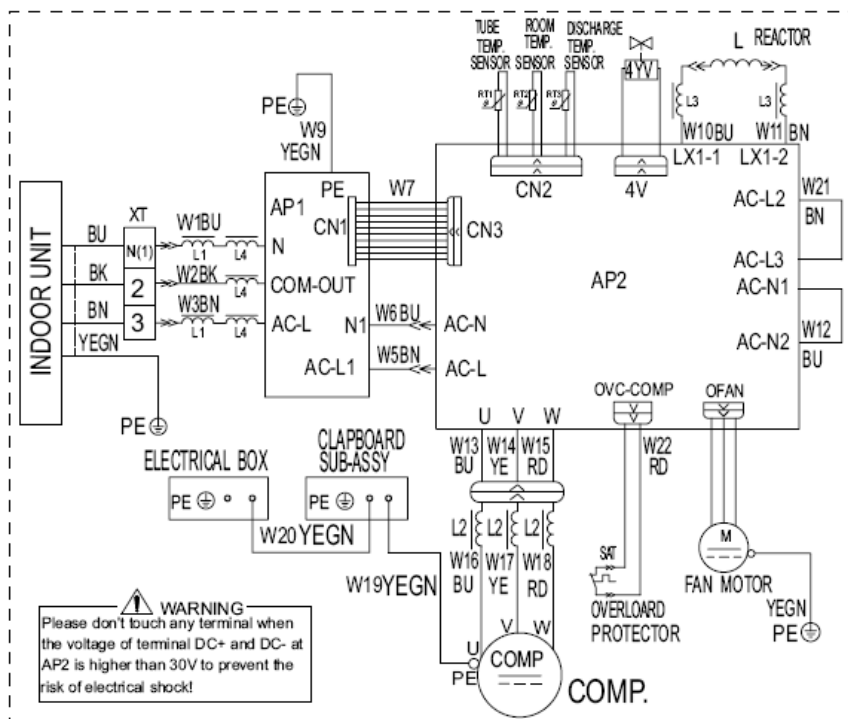 TUBE
TEMP.
SENSOR
ROOM
TEMP.
SENSOR
DISCHARGE
TEMP.
SENSOR
4YV
L REACTOR
RT1
θ
RT2
θ
RT3
θ
L3
L3
W10BU
W11 BN
LX1-1
LX1-2
PE
W9
YEGN
CN2
4V
W21
BN
AC-L2
AC-L3
AC-N1
AC-N2
W12
BU
PE
W7
AP1
CN1
CN3
AP2
INDOOR UNIT
XT
BU
N(1)
W1BU
L1
L4
N
BK
2
W2BK
L4
COM-OUT
BN
3
W3BN
L1
L4
AC-L
YEGN
PE
N1
W6BU
AC-N
AC-L1
W5BN
AC-L
OVC-COMP
OFAN
U V W
W13
BU
W14
YE
W15
RD
W22
RD
ELECTRICAL BOX
CLAPBOARD
SUB-ASSY
PE
PE
W20YEGN
L2
L2
L2
W16
BU
W17
YE
W18
RD
W19YEGN
SAT
OVERLOARD
PROTECTOR
M
FAN MOTOR
YEGN
PE
U
V
W
PE
COMP
COMP.
WARNING
Please don't touch any terminal when
the voltage of terminal DC+ and DC- at
AP2 is higher than 30V to prevent the
risk of electrical shock!